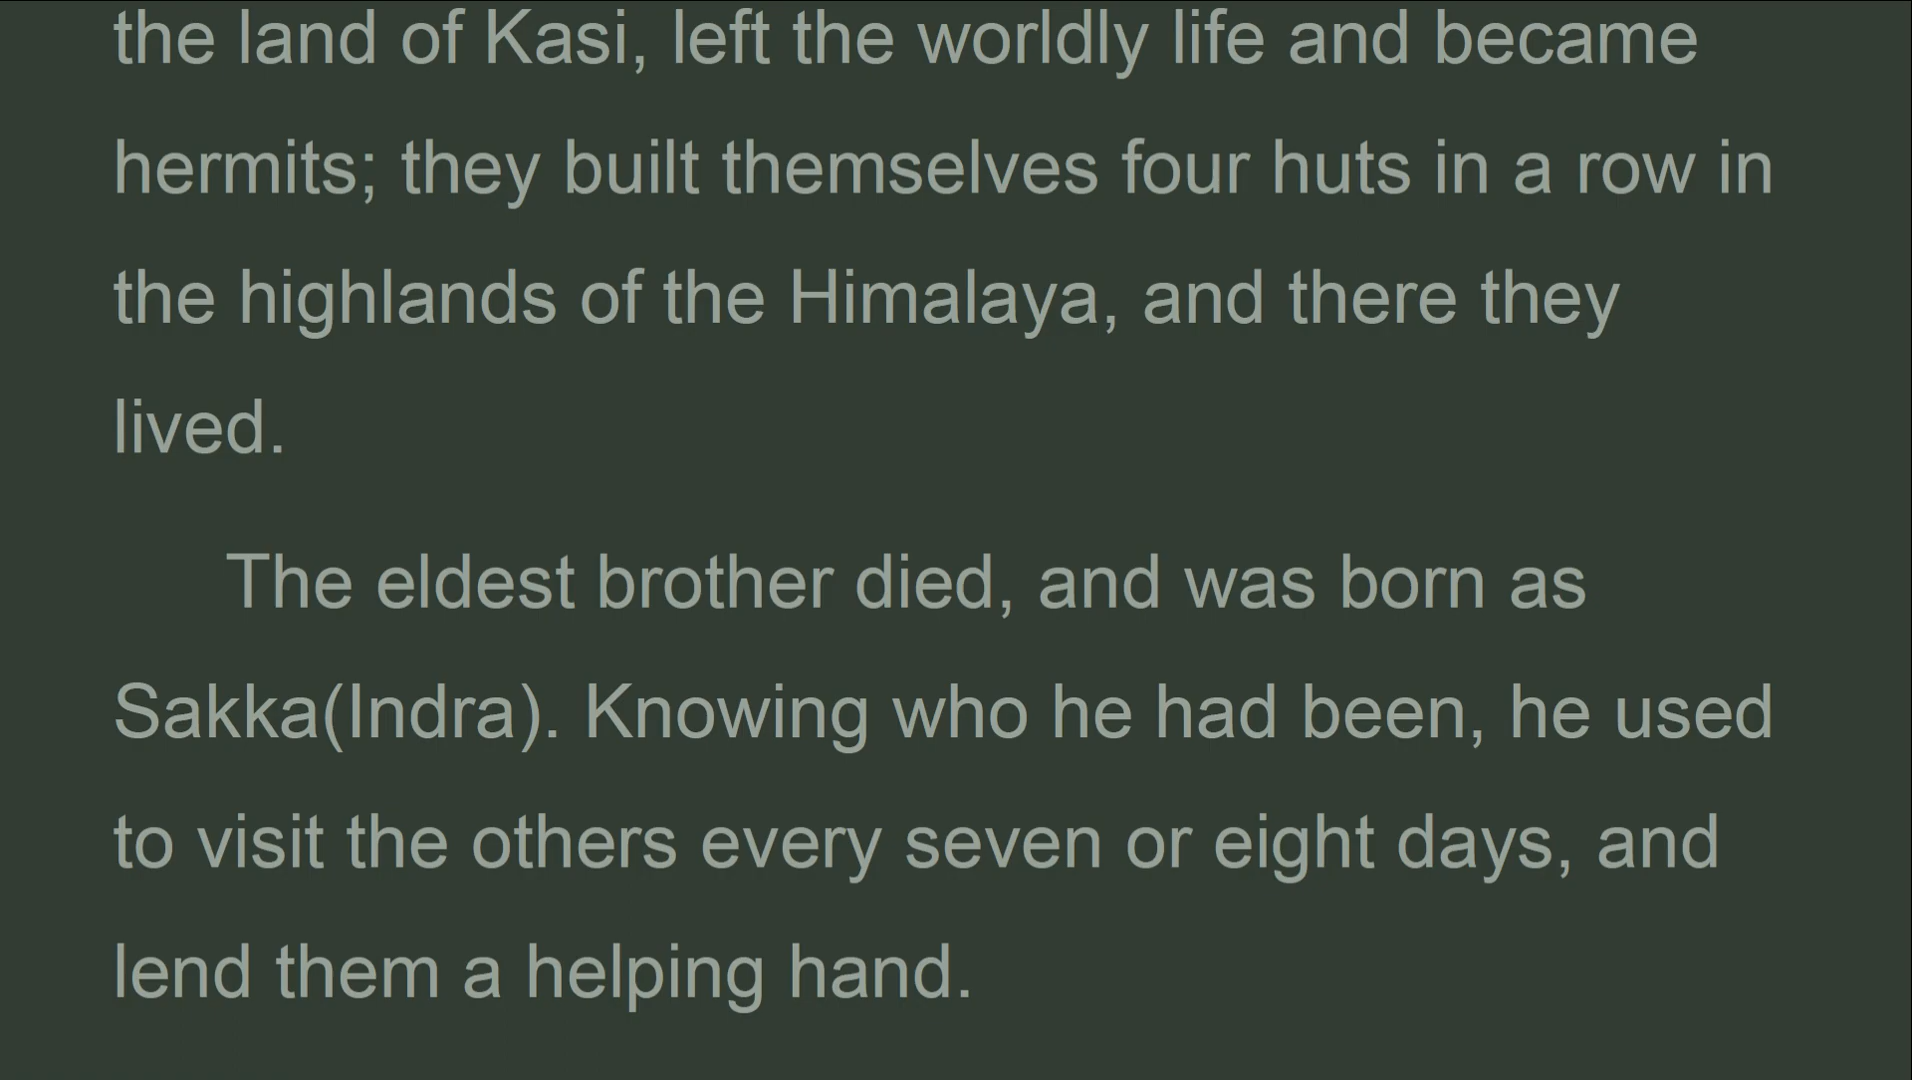 the land of Kasi, left the worldly life and became
hermits; they built themselves four huts in a row in
the highlands of the Himalaya, and there they
lived.
The eldest brother died, and was born as
Sakka(Indra). Knowing who he had been, he used
to visit the others every seven or eight days, and
lend them a helping hand.